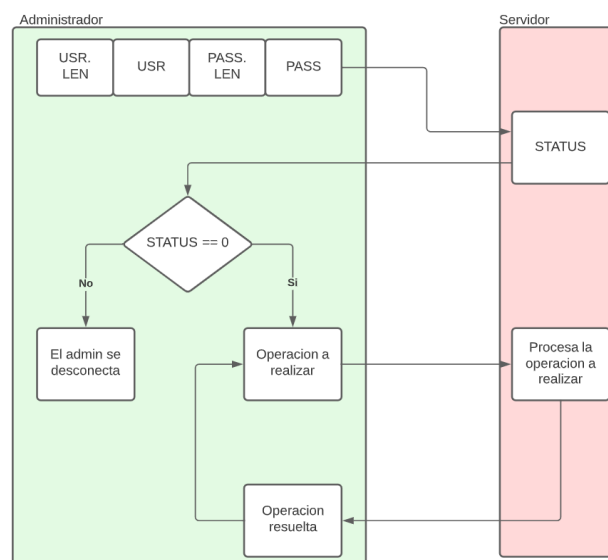 Administrador
Servidor
USR.
LEN
USR
PASS.
LEN
PASS
STATUS
STATUS == 0
No
Si
El admin se
desconecta
Operacion a
realizar
Procesa la
operacion a
realizar
Operacion
resuelta